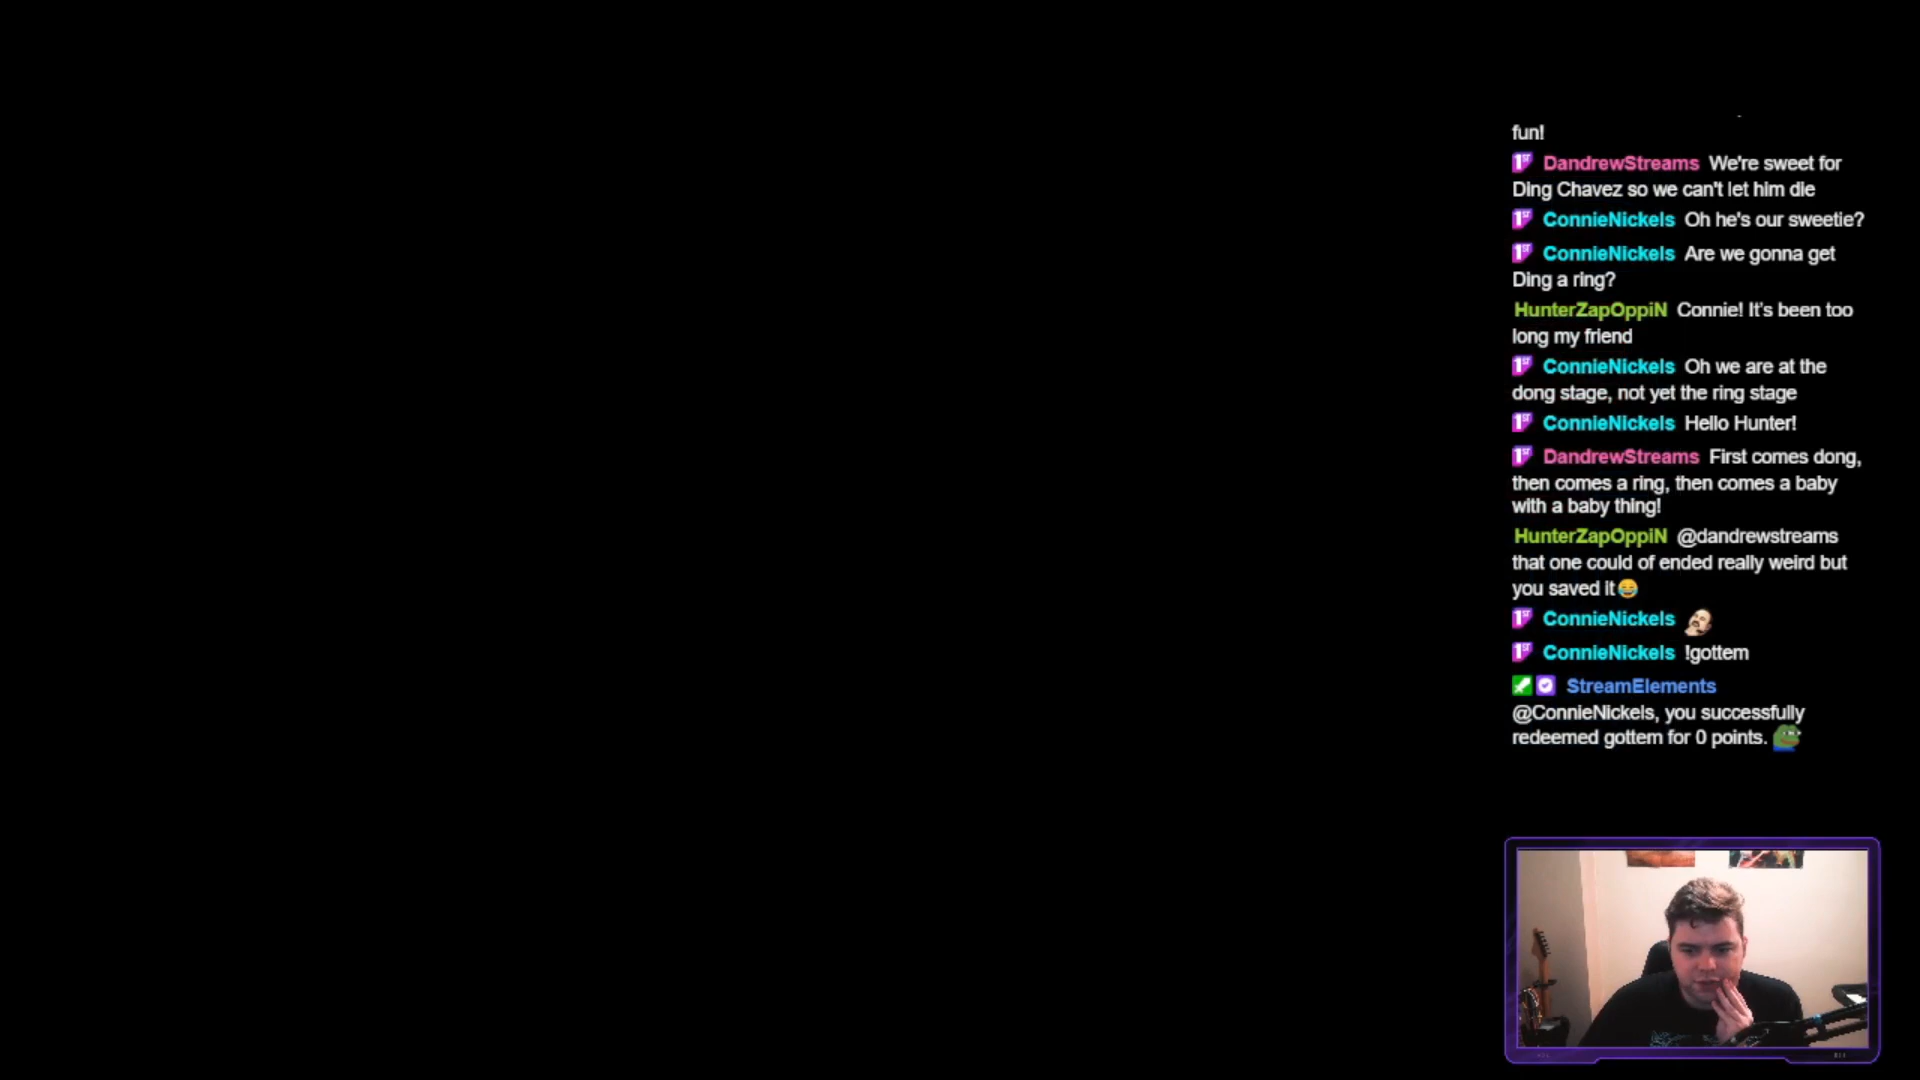 fun!
DandrewStreams We're sweet for
Ding Chavez so we can't let him die
ConnieNickels Oh he's our sweetie?
ConnieNickels Are we gonna get
Ding a ring?
HunterZapOppiN Connie! It's been too
long my friend
ConnieNickels Oh we are at the
dong stage, not yet the ring stage
ConnieNickels Hello Hunter!
DandrewStreams First comes dong,
then comes a ring, then comes a baby
with a baby thing!
HunterZapOppiN @dandrewstreams
that one could of ended really weird but
you saved it😂
ConnieNickels
ConnieNickels !gottem
StreamElements
@ConnieNickels, you successfully
redeemed gottem for 0 points.